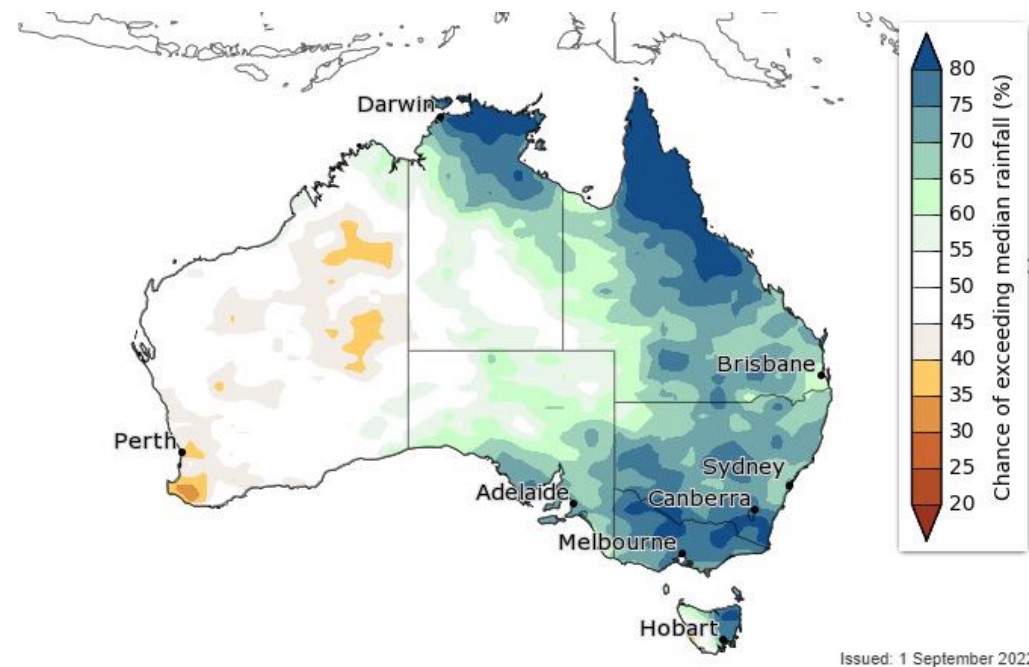 Darwin
Brisbane
Perth
Sydney
Adelaide
Canberra
Melbourne
Hobart
80
75
70
65
60
55
50
45
40
35
30
25
20
Chance of exceeding median rainfall (%)
Issued: 1 September 2022